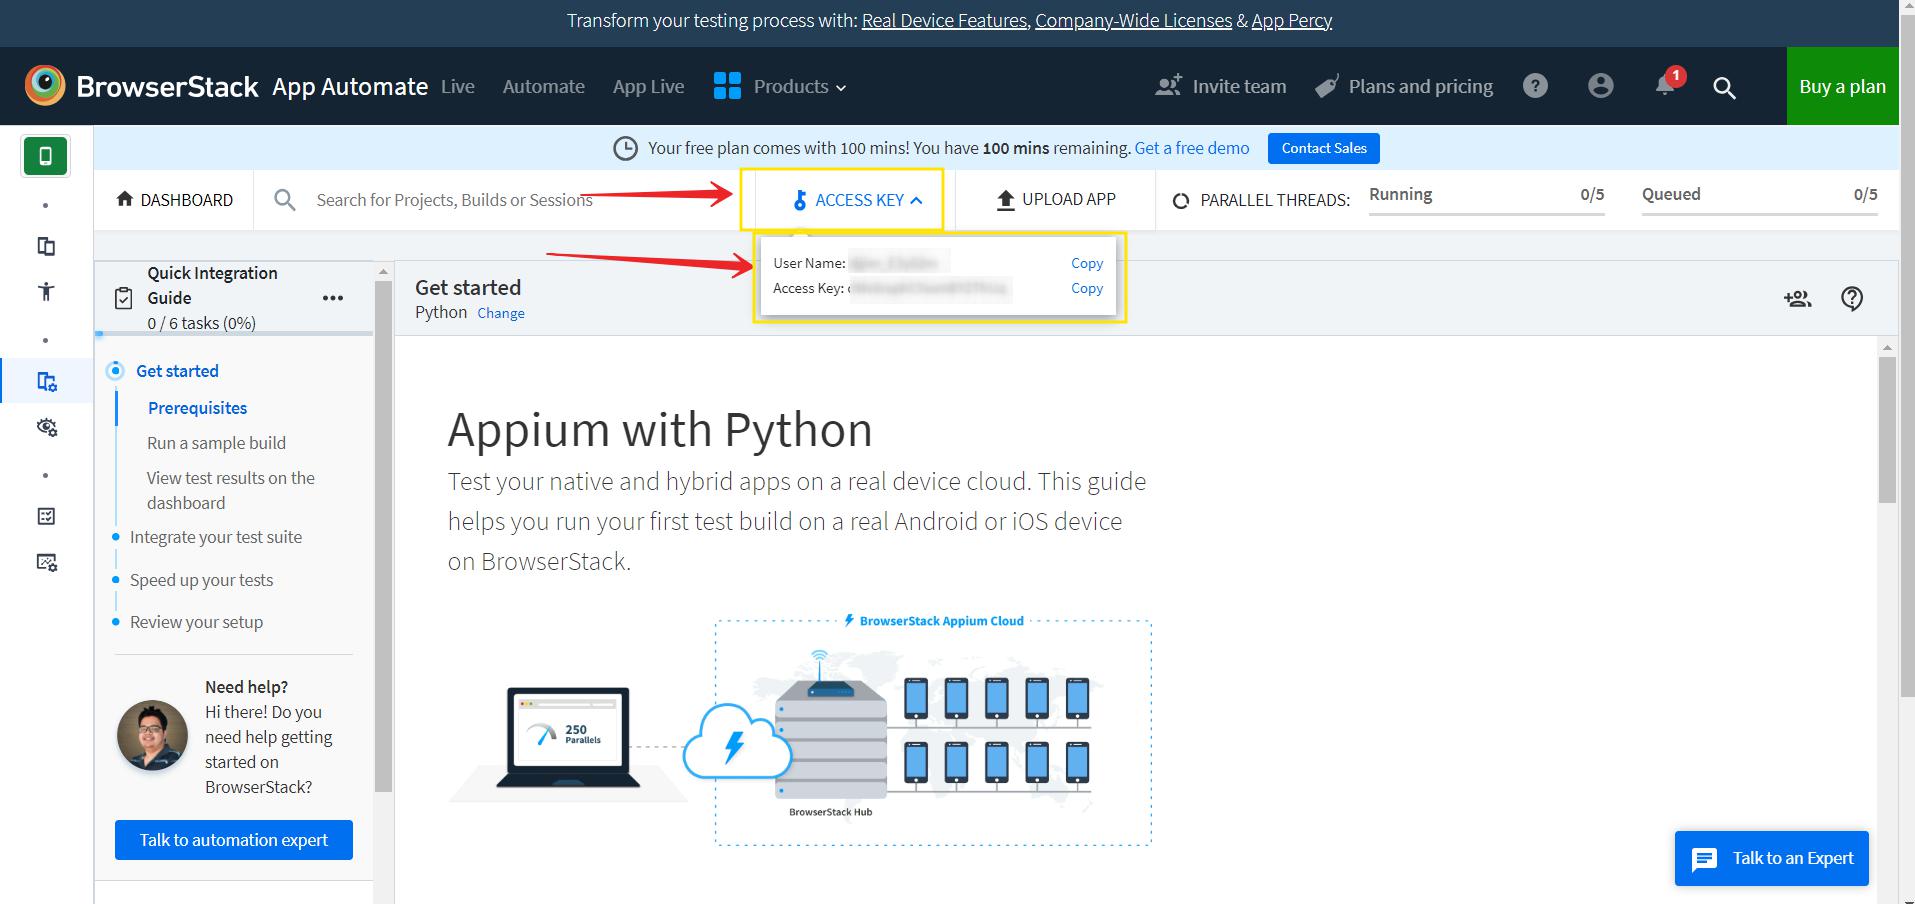 Transform your testing process with: Real Device Features, Company-Wide Licenses & App Percy
BrowserStack App Automate Live Automate App Live Products Invite team Plans and pricing ? 1 Buy a plan
Your free plan comes with 100 mins! You have 100 mins remaining. Get a free demo Contact Sales
DASHBOARD Search for Projects, Builds or Sessions ACCESS KEY UPLOAD APP PARALLEL THREADS: Running 0/5 Queued 0/5
User Name: Copy
Access Key: Copy
Quick Integration
Guide
0 / 6 tasks (0%)
Get started
Python Change
Get started
Prerequisites
Run a sample build
View test results on the
dashboard
Integrate your test suite
Speed up your tests
Review your setup
Need help?
Hi there! Do you
need help getting
started on
BrowserStack?
Talk to automation expert
Appium with Python
Test your native and hybrid apps on a real device cloud. This guide
helps you run your first test build on a real Android or iOS device
on BrowserStack.
BrowserStack Appium Cloud
250
Parallels
BrowserStack Hub
Talk to an Expert